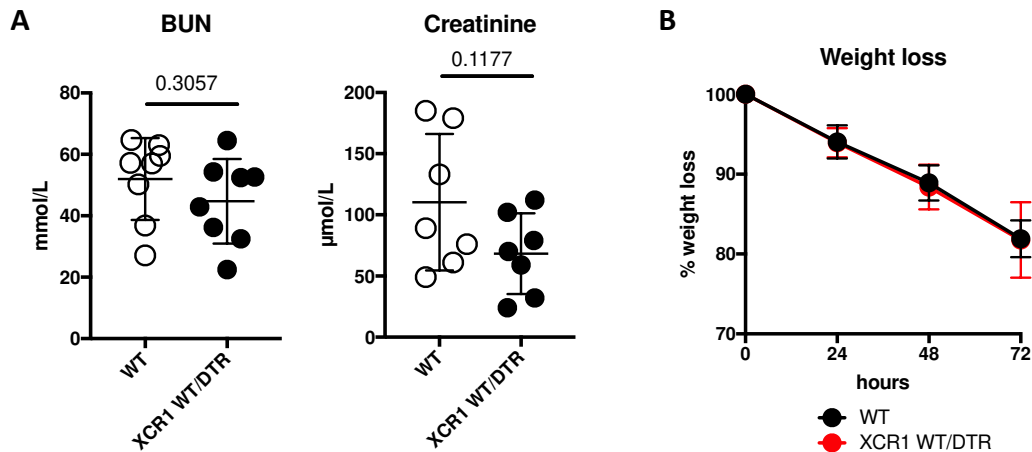 A
BUN
0.3057
mmol/L
80
60
40
20
0
WT
XCR1 WT/DTR
Creatinine
0.1177
µmol/L
200
150
100
50
0
WT
XCR1 WT/DTR
B
Weight loss
% weight loss
100
90
80
70
0
24
48
72
hours
WT
XCR1 WT/DTR